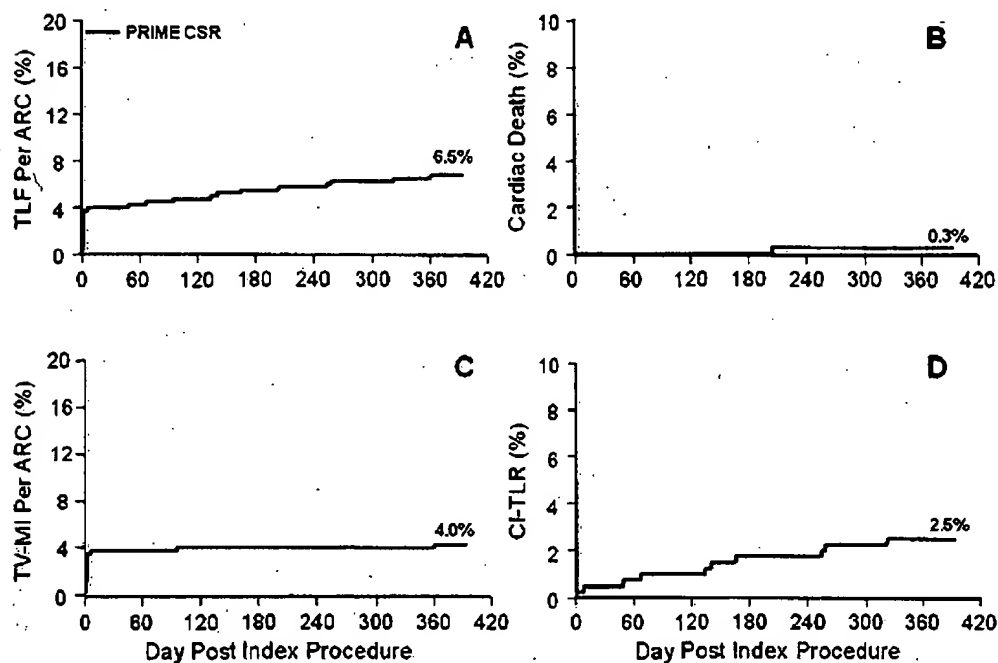 PRIME CSR
A
TLF Per ARC (%)
20
16
12
8
4
0
6.5%
0 60 120 180 240 300 360 420
B
Cardiac Death (%)
10
8
6
4
2
0
0.3%
0 60 120 180 240 300 360 420
C
TV-MI Per ARC (%)
20
16
12
8
4
0
4.0%
0 60 120 180 240 300 360 420
Day Post Index Procedure
D
CI-TLR (%)
10
8
6
4
2
0
2.5%
0 60 120 180 240 300 360 420
Day Post Index Procedure